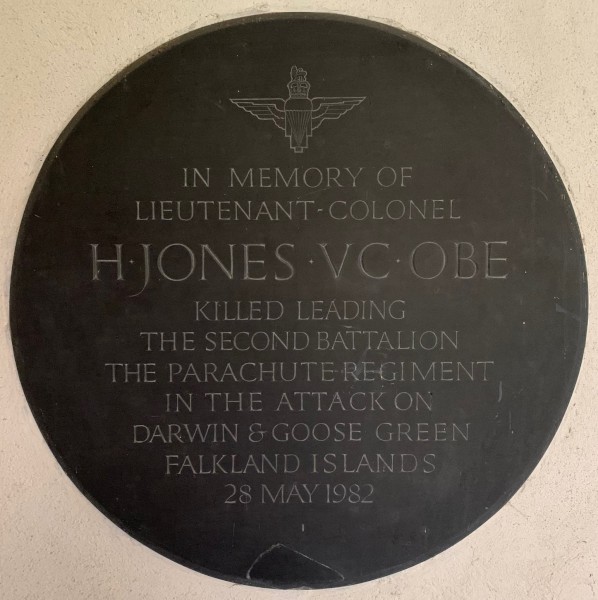 IN MEMORY OF
LIEUTENANT-COLONEL
H·JONES·VC·OBE
KILLED LEADING
THE SECOND BATTALION
THE PARACHUTE REGIMENT
IN THE ATTACK ON
DARWIN & GOOSE GREEN
FALKLAND ISLANDS
28 MAY 1982